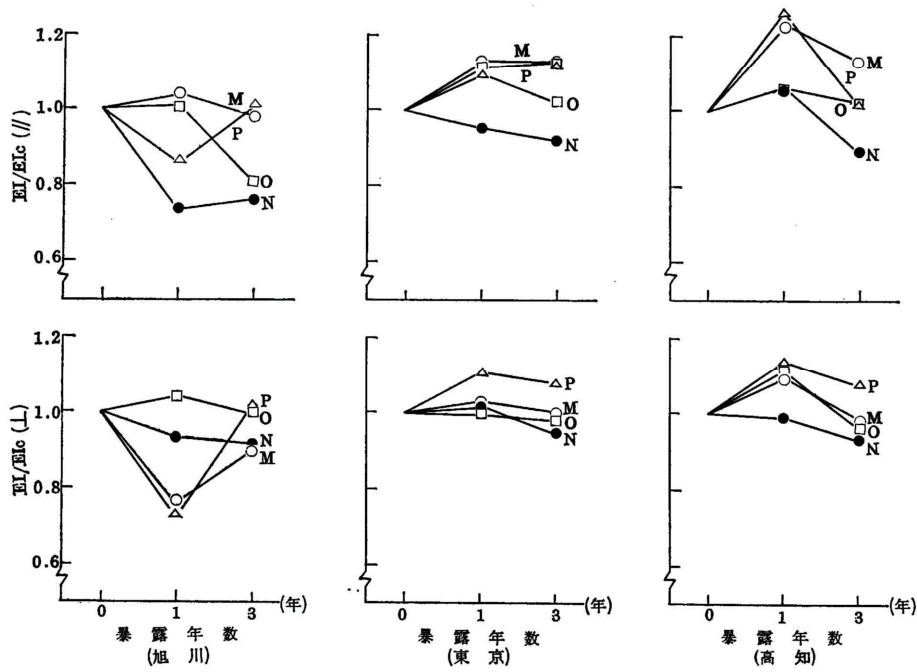 EI/EIc (//)
1.2
1.0
0.8
0.6
M
P
O
N
M
P
O
N
M
P
O
N
EI/EIc (⊥)
1.2
1.0
0.8
0.6
P
O
N
M
P
M
O
N
P
M
O
N
0 1 3 (年)
暴露年数
(旭川)
0 1 3 (年)
暴露年数
(東京)
0 1 3 (年)
暴露年数
(高知)